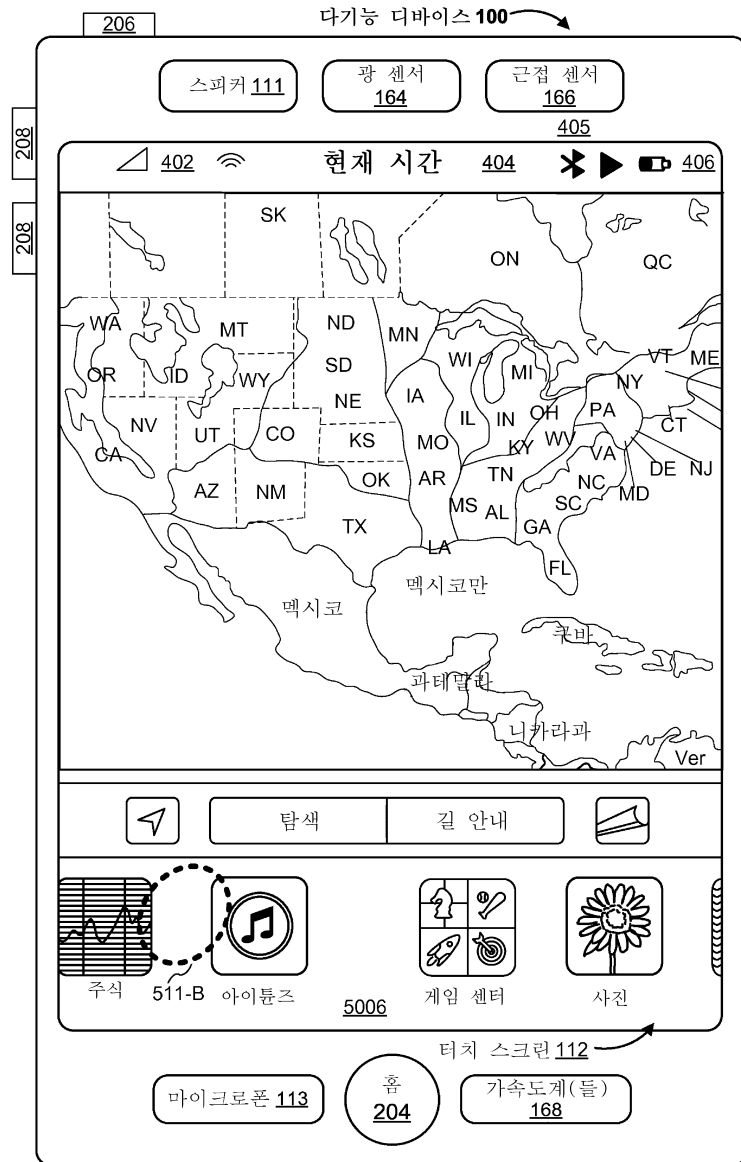 206
다기능 디바이스 100
스피커 111
광 센서
164
근접 센서
166
208
208
405
402
현재 시간
404
406
SK
ON
QC
WA
MT
ND
MN
VT
ME
OR
ID
SD
WI
MI
NY
WY
NE
IA
PA
NV
UT
CO
IL
IN
OH
CT
KS
MO
KY
WV
CA
VA
DE
NJ
AZ
NM
OK
AR
TN
NC
MD
MS
AL
SC
TX
GA
LA
FL
멕시코
멕시코만
쿠바
과테말라
니카라과
Ver
탐색
길 안내
주식
511-B
아이튠즈
게임 센터
사진
5006
터치 스크린 112
마이크로폰 113
홈
204
가속도계(들)
168